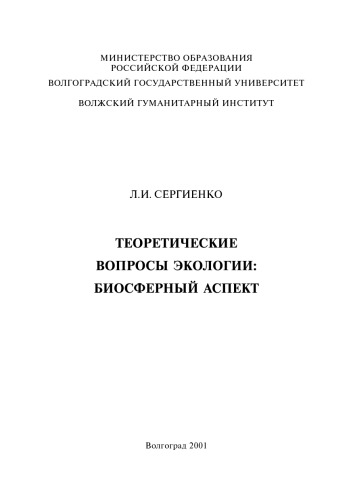 МИНИСТЕРСТВО ОБРАЗОВАНИЯ
РОССИЙСКОЙ ФЕДЕРАЦИИ
ВОЛГОГРАДСКИЙ ГОСУДАРСТВЕННЫЙ УНИВЕРСИТЕТ
ВОЛЖСКИЙ ГУМАНИТАРНЫЙ ИНСТИТУТ
Л.И. СЕРГИЕНКО
ТЕОРЕТИЧЕСКИЕ
ВОПРОСЫ ЭКОЛОГИИ:
БИОСФЕРНЫЙ АСПЕКТ
Волгоград 2001